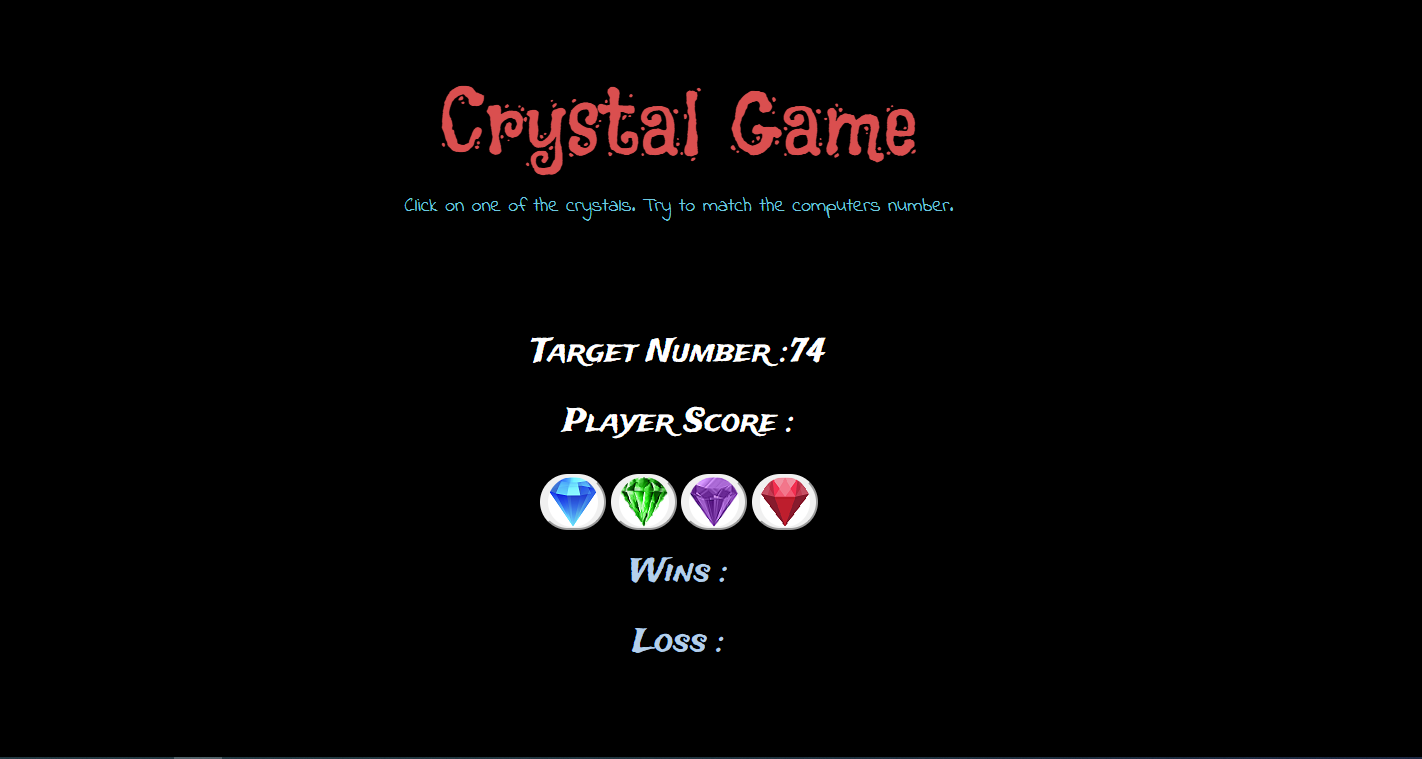 Crystal Game
Click on one of the crystals. Try to match the computers number.
Target Number :74
Player Score :
Wins :
Loss :